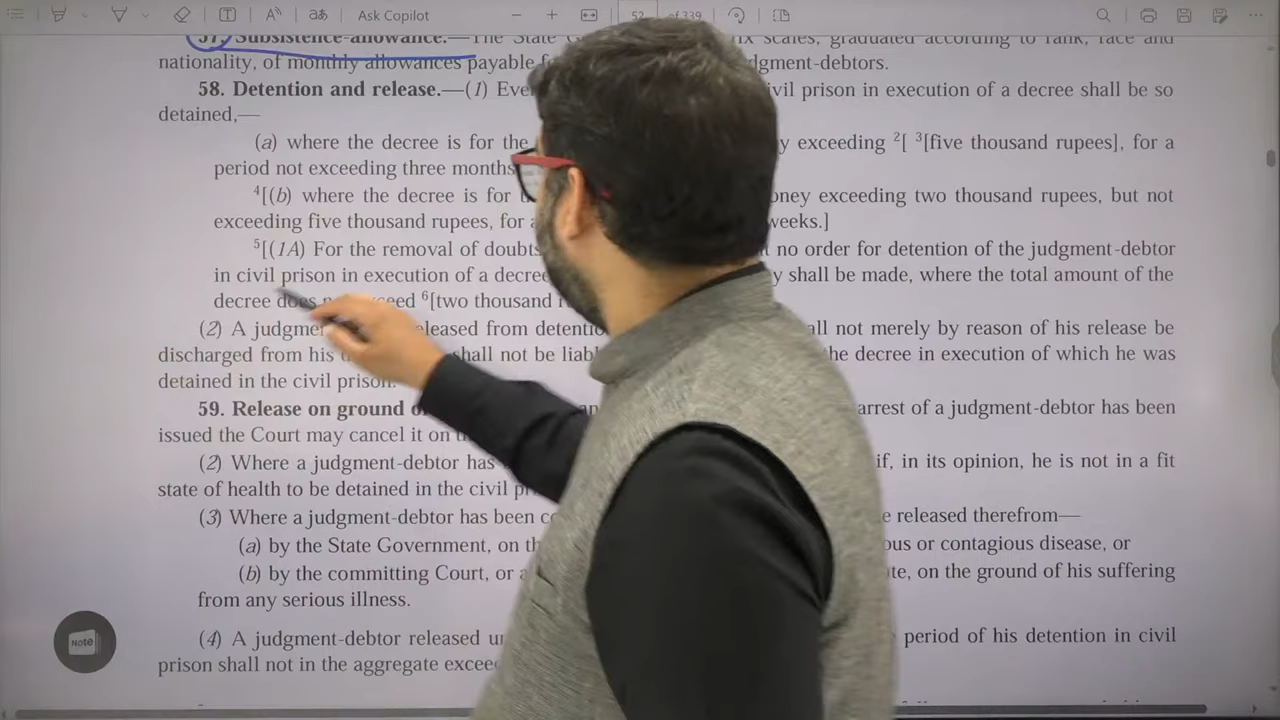 Ask Copilot
52 of 339
57. Subsistence-allowance.—The State scales, graduated according to rank, race and
nationality, of monthly allowances payable judgment-debtors.
58. Detention and release.—(1) civil prison in execution of a decree shall be so
detained,—
(a) where the decree is for the exceeding 2[ 3[five thousand rupees], for a
period not exceeding three months
4[(b) where the decree is for money exceeding two thousand rupees, but not
exceeding five thousand rupees, for weeks.]
5[(1A) For the removal of doubts no order for detention of the judgment-debtor
in civil prison in execution of a decree shall be made, where the total amount of the
decree does exceed 6[two thousand
(2) A released from shall not merely by reason of his release be
discharged from his shall not be the decree in execution of which he was
detained in the civil prison.
59. Release on ground arrest of a judgment-debtor has been
issued the Court may cancel it on
(2) Where a judgment-debtor has if, in its opinion, he is not in a fit
state of health to be detained in the civil
(3) Where a judgment-debtor has been be released therefrom—
(a) by the State Government, on or contagious disease, or
(b) by the committing Court, or on the ground of his suffering
from any serious illness.
(4) A judgment-debtor released period of his detention in civil
prison shall not in the aggregate
Note